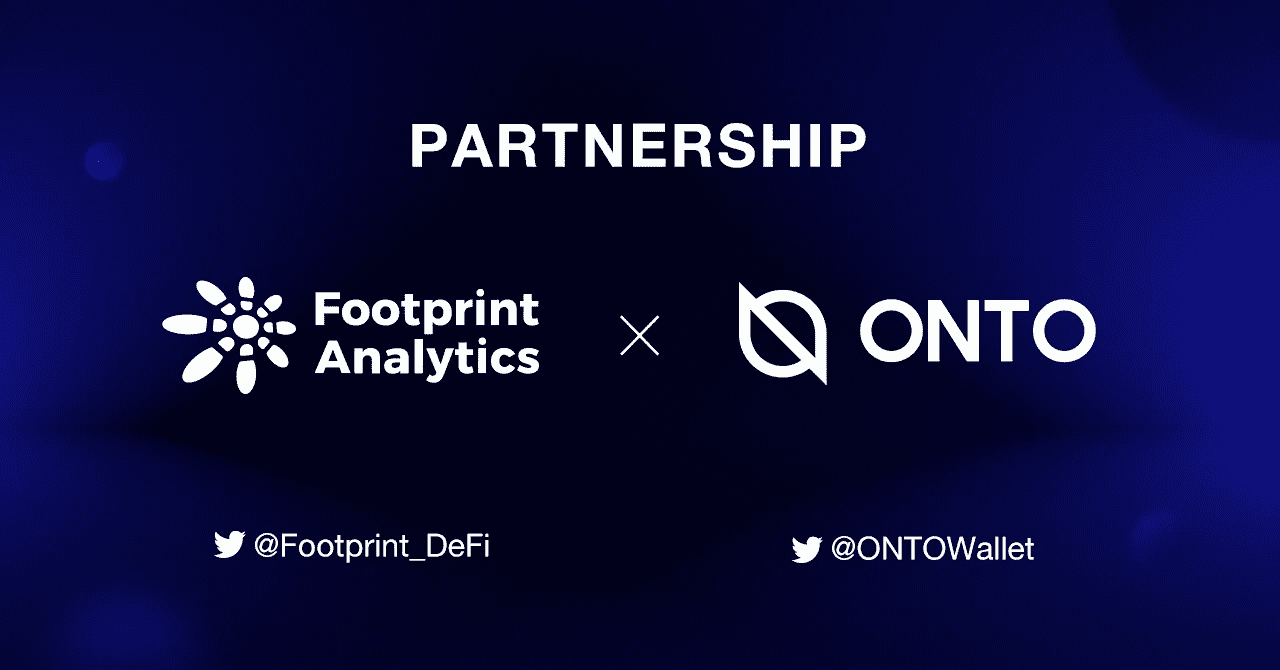 PARTNERSHIP
Footprint
Analytics
ONTO
@Footprint_DeFi
@ONTOWallet